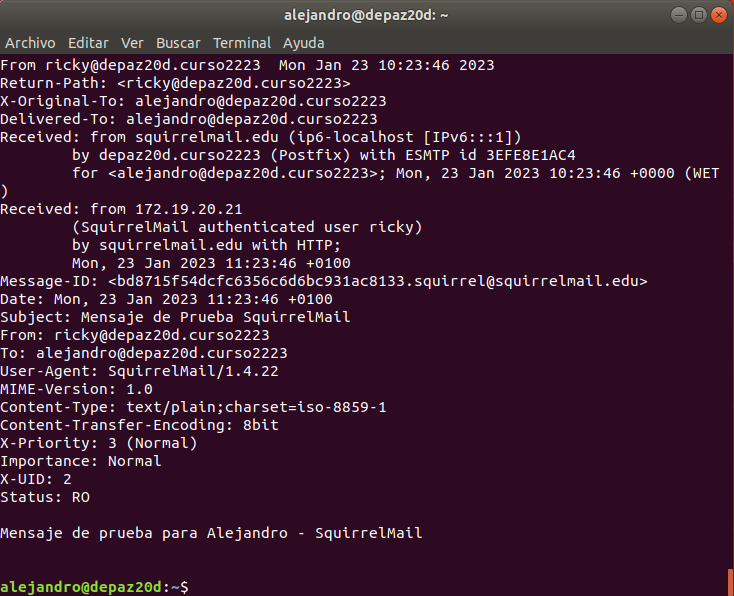 alejandro@depaz20d: ~
Archivo Editar Ver Buscar Terminal Ayuda
From ricky@depaz20d.curso2223  Mon Jan 23 10:23:46 2023
Return-Path: <ricky@depaz20d.curso2223>
X-Original-To: alejandro@depaz20d.curso2223
Delivered-To: alejandro@depaz20d.curso2223
Received: from squirrelmail.edu (ip6-localhost [IPv6:::1])
        by depaz20d.curso2223 (Postfix) with ESMTP id 3EFE8E1AC4
        for <alejandro@depaz20d.curso2223>; Mon, 23 Jan 2023 10:23:46 +0000 (WET
)
Received: from 172.19.20.21
        (SquirrelMail authenticated user ricky)
        by squirrelmail.edu with HTTP;
        Mon, 23 Jan 2023 11:23:46 +0100
Message-ID: <bd8715f54dcfc6356c6d6bc931ac8133.squirrel@squirrelmail.edu>
Date: Mon, 23 Jan 2023 11:23:46 +0100
Subject: Mensaje de Prueba SquirrelMail
From: ricky@depaz20d.curso2223
To: alejandro@depaz20d.curso2223
User-Agent: SquirrelMail/1.4.22
MIME-Version: 1.0
Content-Type: text/plain;charset=iso-8859-1
Content-Transfer-Encoding: 8bit
X-Priority: 3 (Normal)
Importance: Normal
X-UID: 2
Status: RO

Mensaje de prueba para Alejandro - SquirrelMail

alejandro@depaz20d:~$